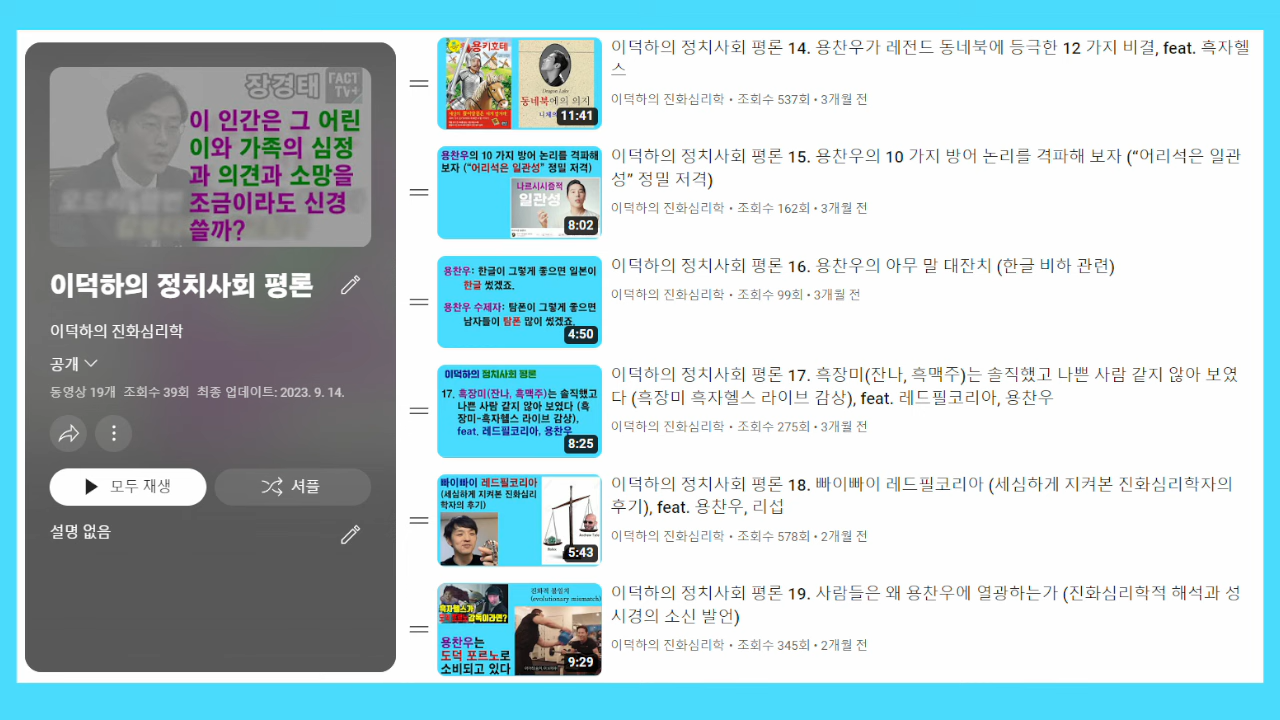 장경태
FACT
TV+
이 인간은 그 어린
이와 가족의 심정
과 의견과 소망을
조금이라도 신경
쓸까?
이덕하의 정치사회 평론
이덕하의 진화심리학
공개
동영상 19개 조회수 39회 최종 업데이트: 2023. 9. 14.
모두 재생
셔플
설명 없음
용키호테
동네북에의 의지
11:41
이덕하의 정치사회 평론 14. 용찬우가 레전드 동네북에 등극한 12 가지 비결, feat. 흑자헬
스
이덕하의 진화심리학 • 조회수 537회 • 3개월 전
용찬우의 10 가지 방어 논리를 격파해
보자 (“어리석은 일관성” 정밀 저격)
나르시시즘적
일관성
8:02
이덕하의 정치사회 평론 15. 용찬우의 10 가지 방어 논리를 격파해 보자 (“어리석은 일관
성” 정밀 저격)
이덕하의 진화심리학 • 조회수 162회 • 3개월 전
용찬우: 한글이 그렇게 좋으면 일본이
한글 썼겠죠.
용찬우 수제자: 탐폰이 그렇게 좋으면
남자들이 탐폰 많이 썼겠죠.
4:50
이덕하의 정치사회 평론 16. 용찬우의 아무 말 대잔치 (한글 비하 관련)
이덕하의 진화심리학 • 조회수 99회 • 3개월 전
이덕하의 정치사회 평론
17. 흑장미(잔나, 흑맥주)는 솔직했고
나쁜 사람 같지 않아 보였다 (흑
장미-흑자헬스 라이브 감상),
feat. 레드필코리아, 용찬우
8:25
이덕하의 정치사회 평론 17. 흑장미(잔나, 흑맥주)는 솔직했고 나쁜 사람 같지 않아 보였
다 (흑장미 흑자헬스 라이브 감상), feat. 레드필코리아, 용찬우
이덕하의 진화심리학 • 조회수 275회 • 3개월 전
빠이빠이 레드필코리아
(세심하게 지켜본 진화심리
학자의 후기)
5:43
이덕하의 정치사회 평론 18. 빠이빠이 레드필코리아 (세심하게 지켜본 진화심리학자의
후기), feat. 용찬우, 리섭
이덕하의 진화심리학 • 조회수 578회 • 2개월 전
진화적 불일치
(evolutionary mismatch)
흑자헬스가!
감독이라면?
용찬우는
도덕 포르노로
소비되고 있다
9:29
이덕하의 정치사회 평론 19. 사람들은 왜 용찬우에 열광하는가 (진화심리학적 해석과 성
시경의 소신 발언)
이덕하의 진화심리학 • 조회수 345회 • 2개월 전